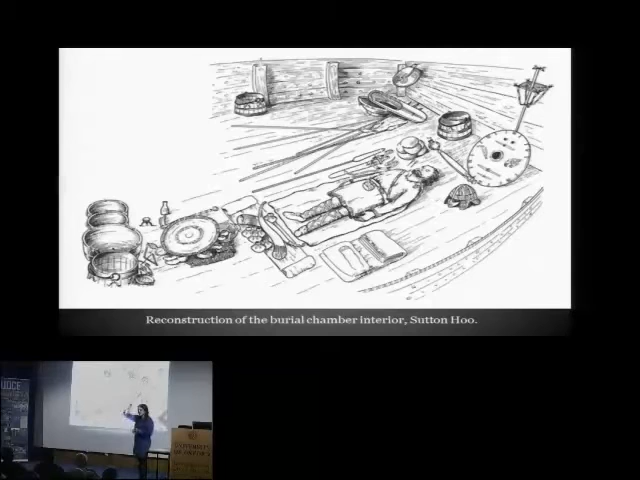 Reconstruction of the burial chamber interior, Sutton Hoo.